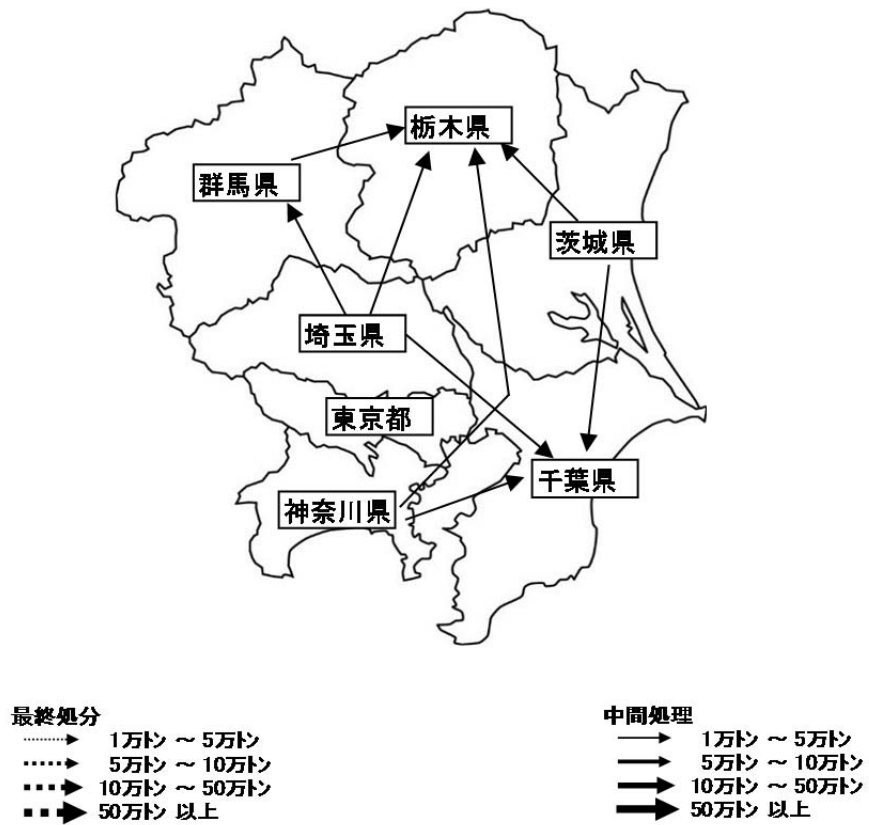 栃木県
群馬県
茨城県
埼玉県
東京都
千葉県
神奈川県
最終処分
1万トン ～ 5万トン
5万トン ～ 10万トン
10万トン ～ 50万トン
50万トン 以上
中間処理
1万トン ～ 5万トン
5万トン ～ 10万トン
10万トン ～ 50万トン
50万トン 以上